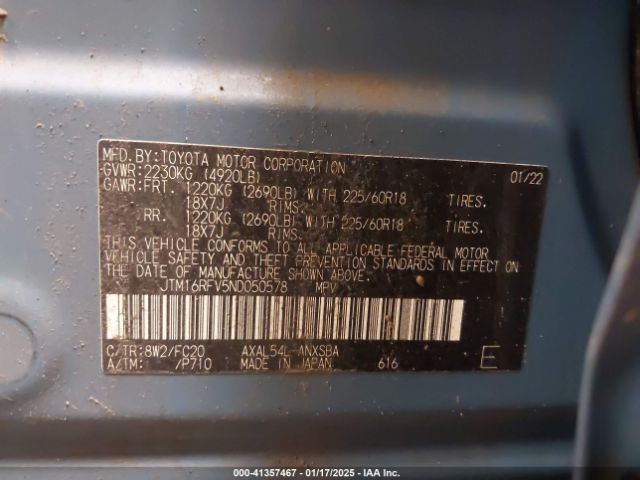 MFD.BY:TOYOTA MOTOR CORPORATION
GVWR:2230KG (4920LB) 01/22
GAWR:FRT. 1220KG (2690LB) WITH 225/60R18 TIRES.
18X7J RIMS.
RR. 1220KG (2690LB) WITH 225/60R18 TIRES.
18X7J RIMS.
THIS VEHICLE CONFORMS TO ALL APPLICABLE FEDERAL MOTOR
VEHICLE SAFETY AND THEFT PREVENTION STANDARDS IN EFFECT ON
THE DATE OF MANUFACTURE SHOWN ABOVE.
JTM16RFV5ND050578 MPV
C/TR:8W2/FC20 AXAL54L-ANXSBA
A/TM: /P710 MADE IN JAPAN 616 E
000-41357467 - 01/17/2025 - IAA Inc.